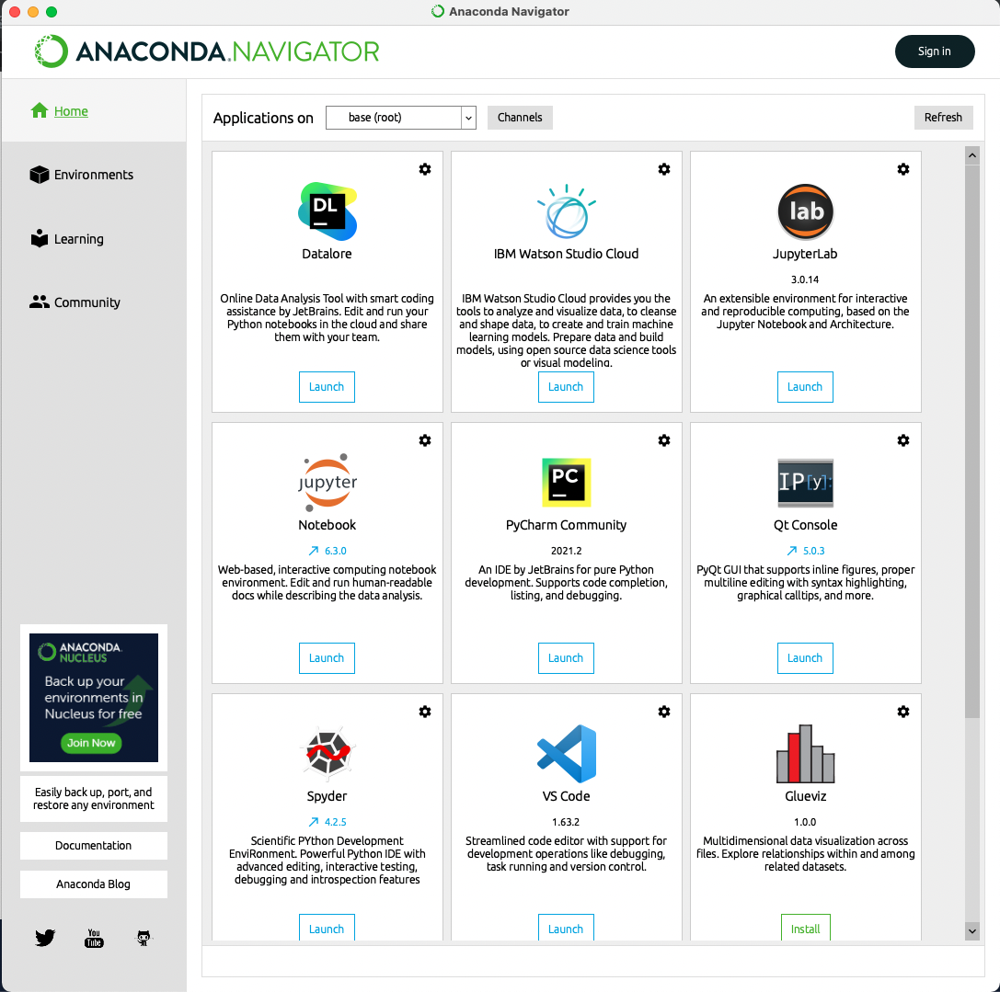 Anaconda Navigator
ANACONDA.NAVIGATOR
Sign in
Home
Environments
Learning
Community
ANACONDA.
NUCLEUS
Back up your
environments in
Nucleus for free
Join Now
Easily back up, port, and
restore any environment
Documentation
Anaconda Blog
You
Tube
Applications on
base (root)
Channels
Refresh
DL
Datalore
Online Data Analysis Tool with smart coding
assistance by JetBrains. Edit and run your
Python notebooks in the cloud and share
them with your team.
Launch
IBM Watson Studio Cloud
IBM Watson Studio Cloud provides you the
tools to analyze and visualize data, to cleanse
and shape data, to create and train machine
learning models. Prepare data and build
models, using open source data science tools
or visual modeling.
Launch
lab
JupyterLab
3.0.14
An extensible environment for interactive
and reproducible computing, based on the
Jupyter Notebook and Architecture.
Launch
jupyter
Notebook
6.3.0
Web-based, interactive computing notebook
environment. Edit and run human-readable
docs while describing the data analysis.
Launch
PC
PyCharm Community
2021.2
An IDE by JetBrains for pure Python
development. Supports code completion,
listing, and debugging.
Launch
IP[y]:
Qt Console
5.0.3
PyQt GUI that supports inline figures, proper
multiline editing with syntax highlighting,
graphical calltips, and more.
Launch
Spyder
4.2.5
Scientific PYthon Development
EnviRonment. Powerful Python IDE with
advanced editing, interactive testing,
debugging and introspection features
Launch
VS Code
1.63.2
Streamlined code editor with support for
development operations like debugging,
task running and version control.
Launch
Glueviz
1.0.0
Multidimensional data visualization across
files. Explore relationships within and among
related datasets.
Install